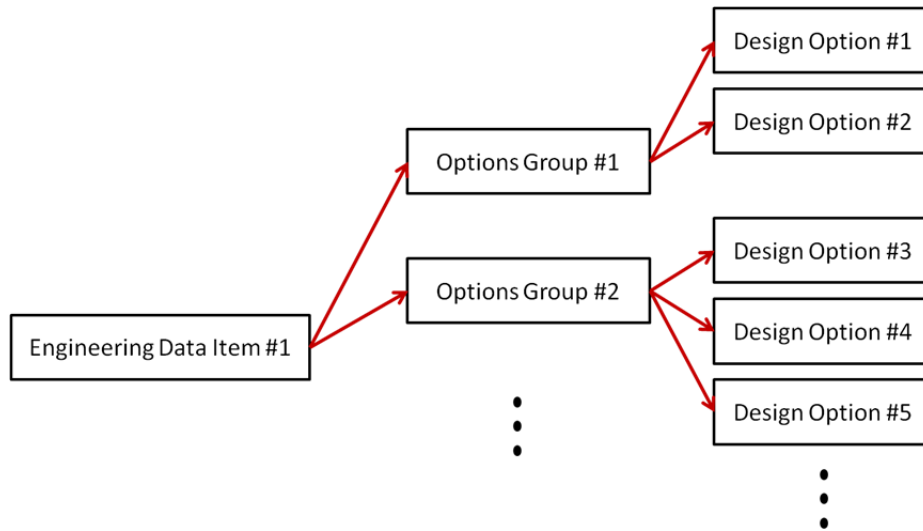 Design Option #1
Design Option #2
Options Group #1
Design Option #3
Options Group #2
Design Option #4
Engineering Data Item #1
Design Option #5